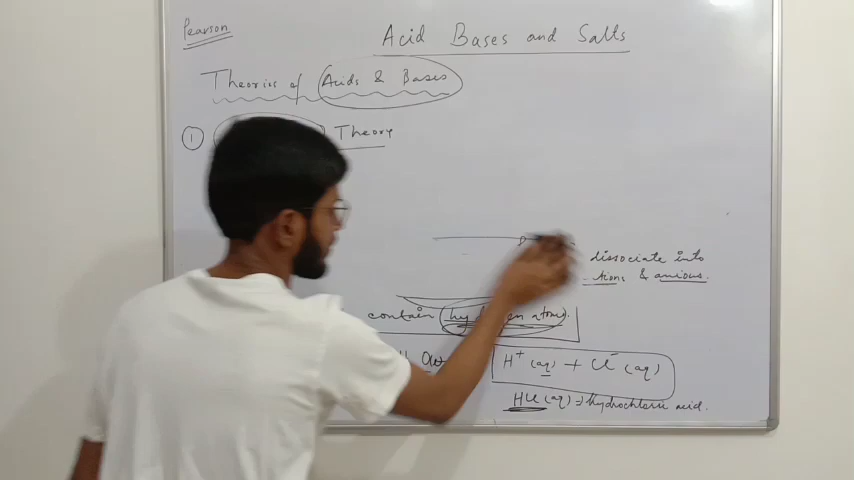 Pearson
Acid Bases and Salts
Theories of Acids & Bases
① Theory
dissociate into
tions & anions.
contain hydrogen atoms.
H⁺ (aq) + Cl⁻ (aq)
HCl (aq) → hydrochloric acid.